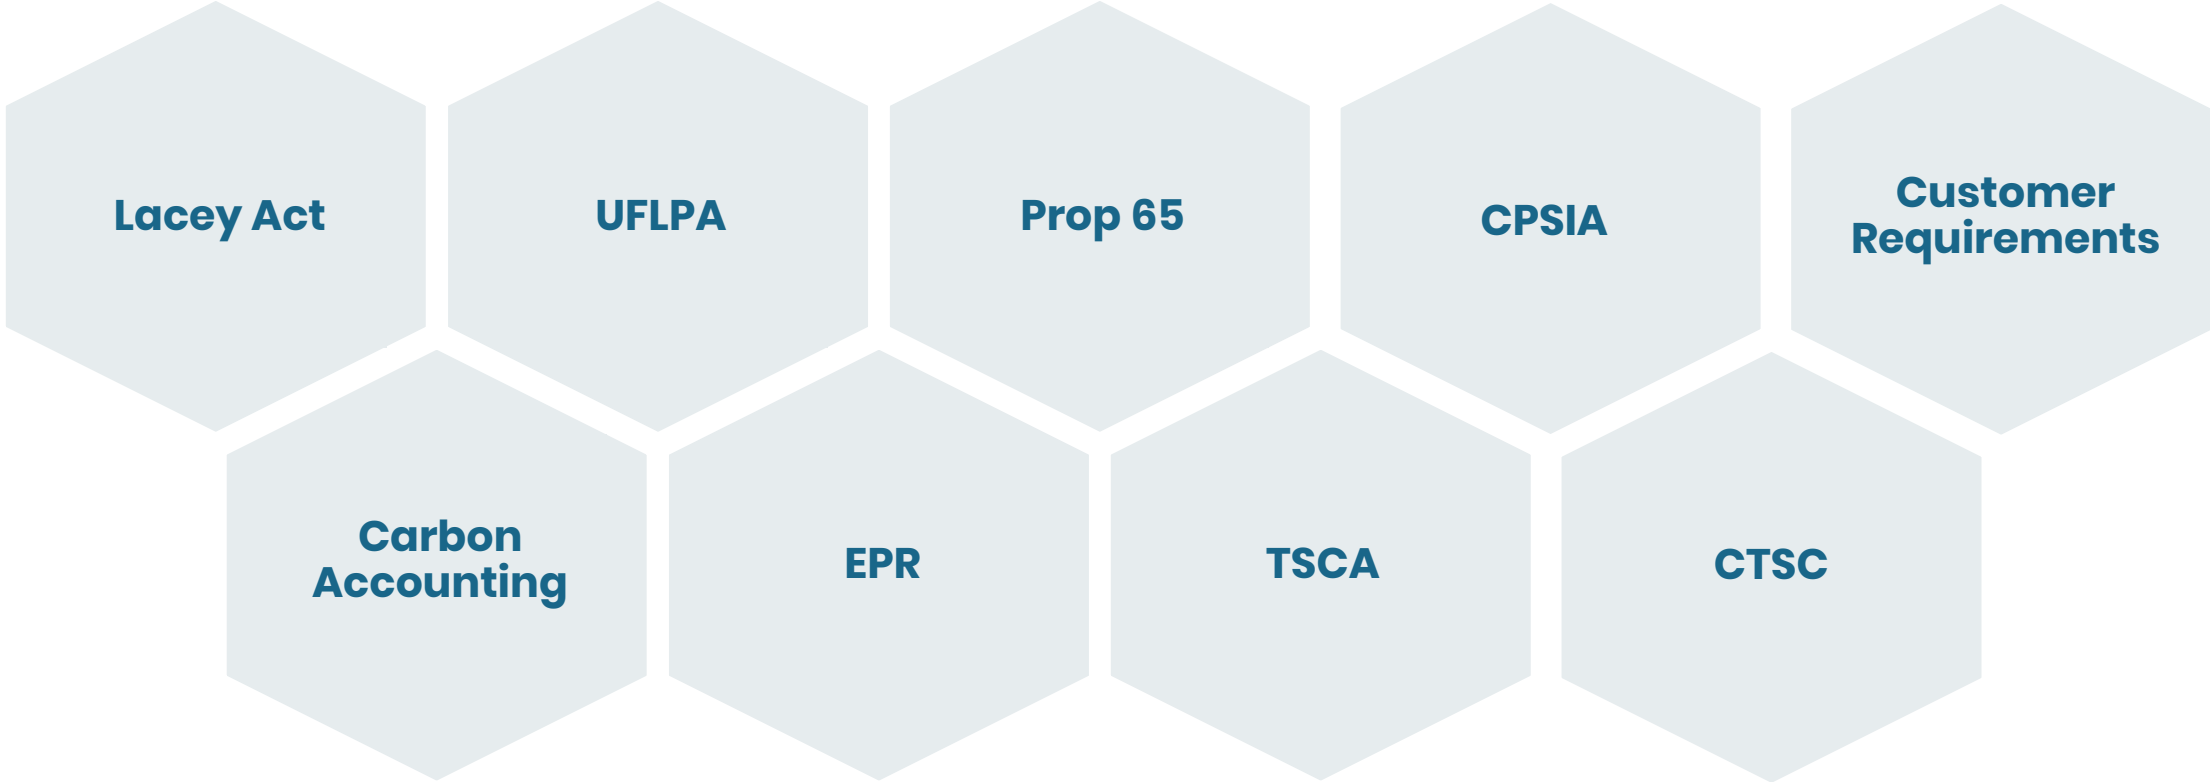 Lacey Act
UFLPA
Prop 65
CPSIA
Customer
Requirements
Carbon
Accounting
EPR
TSCA
CTSC